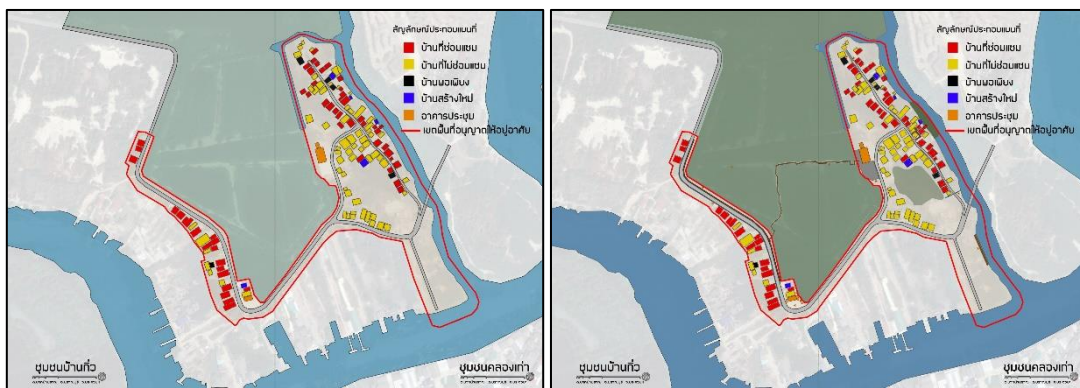 สัญลักษณ์ประกอบแผนที่
บ้านที่ซ่อมแซม
บ้านที่ไม่ซ่อมแซม
บ้านพอเพียง
บ้านสร้างใหม่
อาคารประชุม
เขตพื้นที่อนุญาตให้อยู่อาศัย
ชุมชนบ้านทิว
ชุมชนคลองเก่า
สัญลักษณ์ประกอบแผนที่
บ้านที่ซ่อมแซม
บ้านที่ไม่ซ่อมแซม
บ้านพอเพียง
บ้านสร้างใหม่
อาคารประชุม
เขตพื้นที่อนุญาตให้อยู่อาศัย
ชุมชนบ้านทิว
ชุมชนคลองเก่า